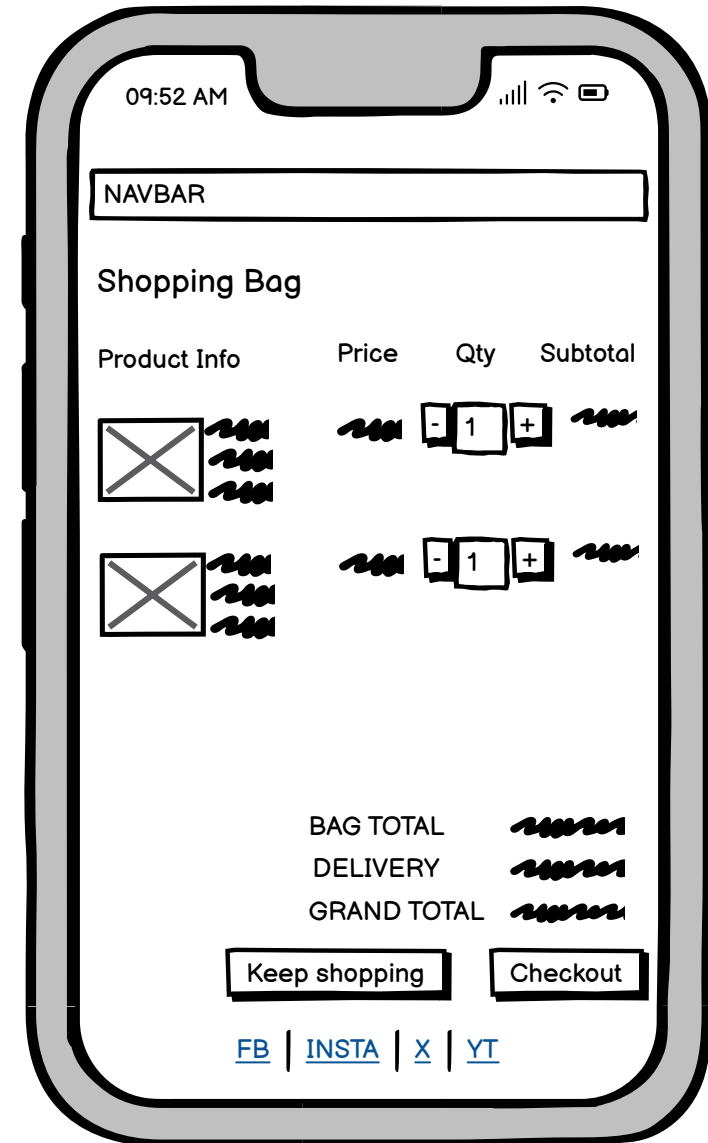 09:52 AM
NAVBAR
Shopping Bag
Product Info Price Qty Subtotal
- 1 +
- 1 +
BAG TOTAL
DELIVERY
GRAND TOTAL
Keep shopping Checkout
FB | INSTA | X | YT